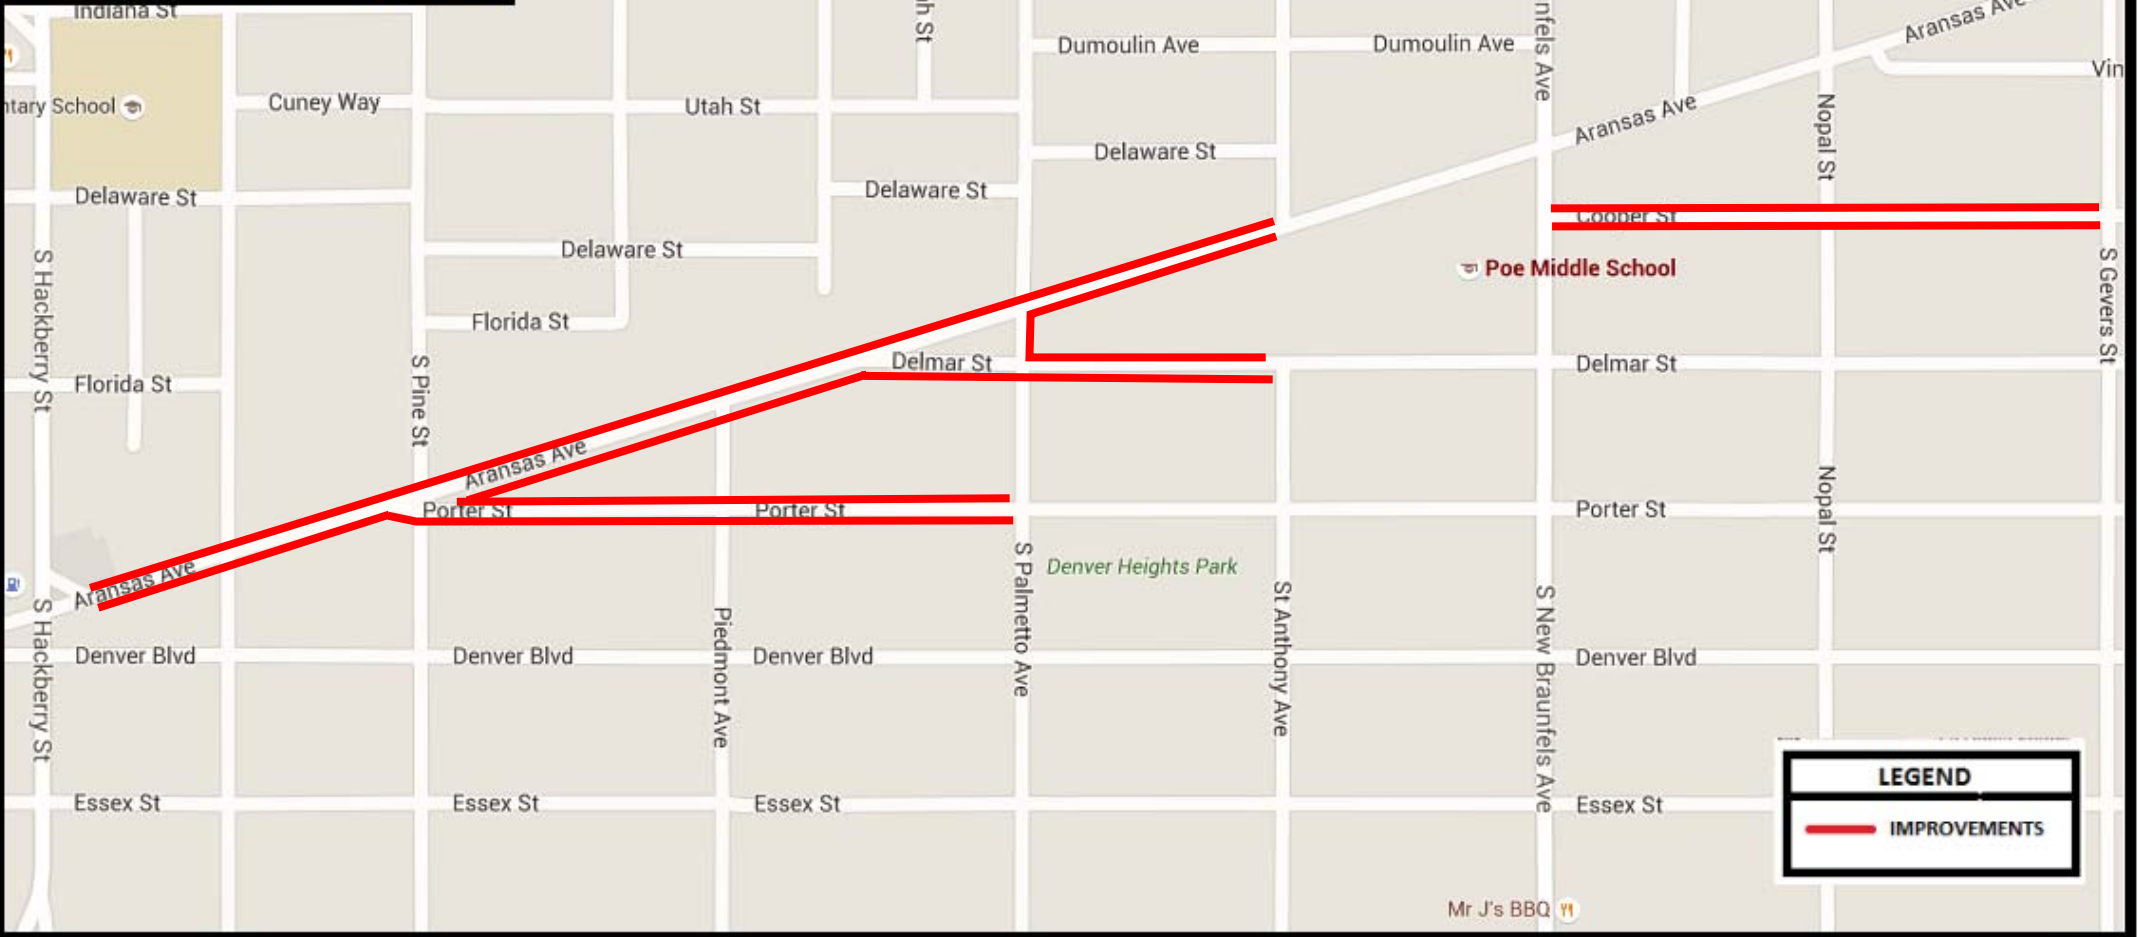 Indiana St
h St
Dumoulin Ave
Dumoulin Ave
nfels Ave
Aransas Ave
Vin
ntary School
Cuney Way
Utah St
Aransas Ave
Nopal St
Delaware St
Delaware St
Delaware St
Cooper St
S Hackberry St
Delaware St
Poe Middle School
S Gevers St
Florida St
Florida St
S Pine St
Delmar St
Delmar St
Aransas Ave
Porter St
Porter St
Porter St
Nopal St
Aransas Ave
S Hackberry St
Denver Heights Park
S Palmetto Ave
St Anthony Ave
S New Braunfels Ave
Piedmont Ave
Denver Blvd
Denver Blvd
Denver Blvd
Denver Blvd
Essex St
Essex St
Essex St
Essex St
LEGEND
IMPROVEMENTS
Mr J's BBQ